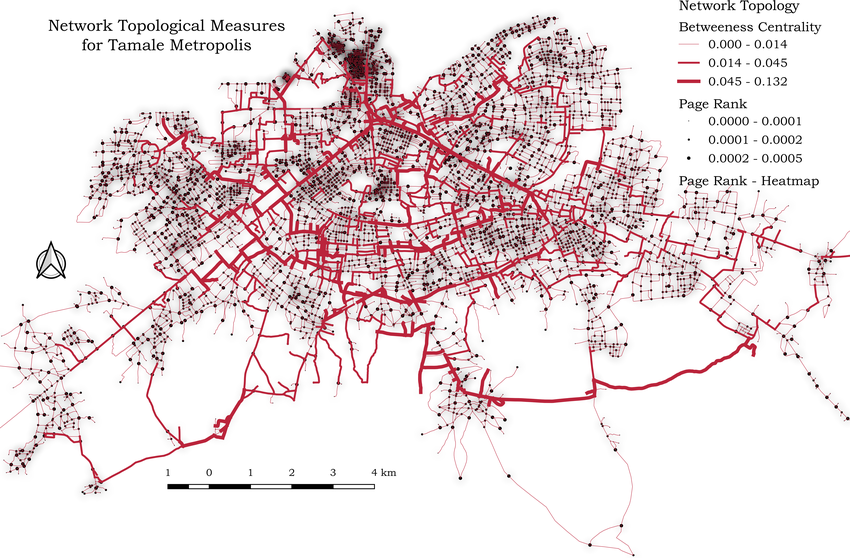 Network Topological Measures
for Tamale Metropolis
Network Topology
Betweeness Centrality
0.000 - 0.014
0.014 - 0.045
0.045 - 0.132
Page Rank
0.0000 - 0.0001
0.0001 - 0.0002
0.0002 - 0.0005
Page Rank - Heatmap
1 0 1 2 3 4 km